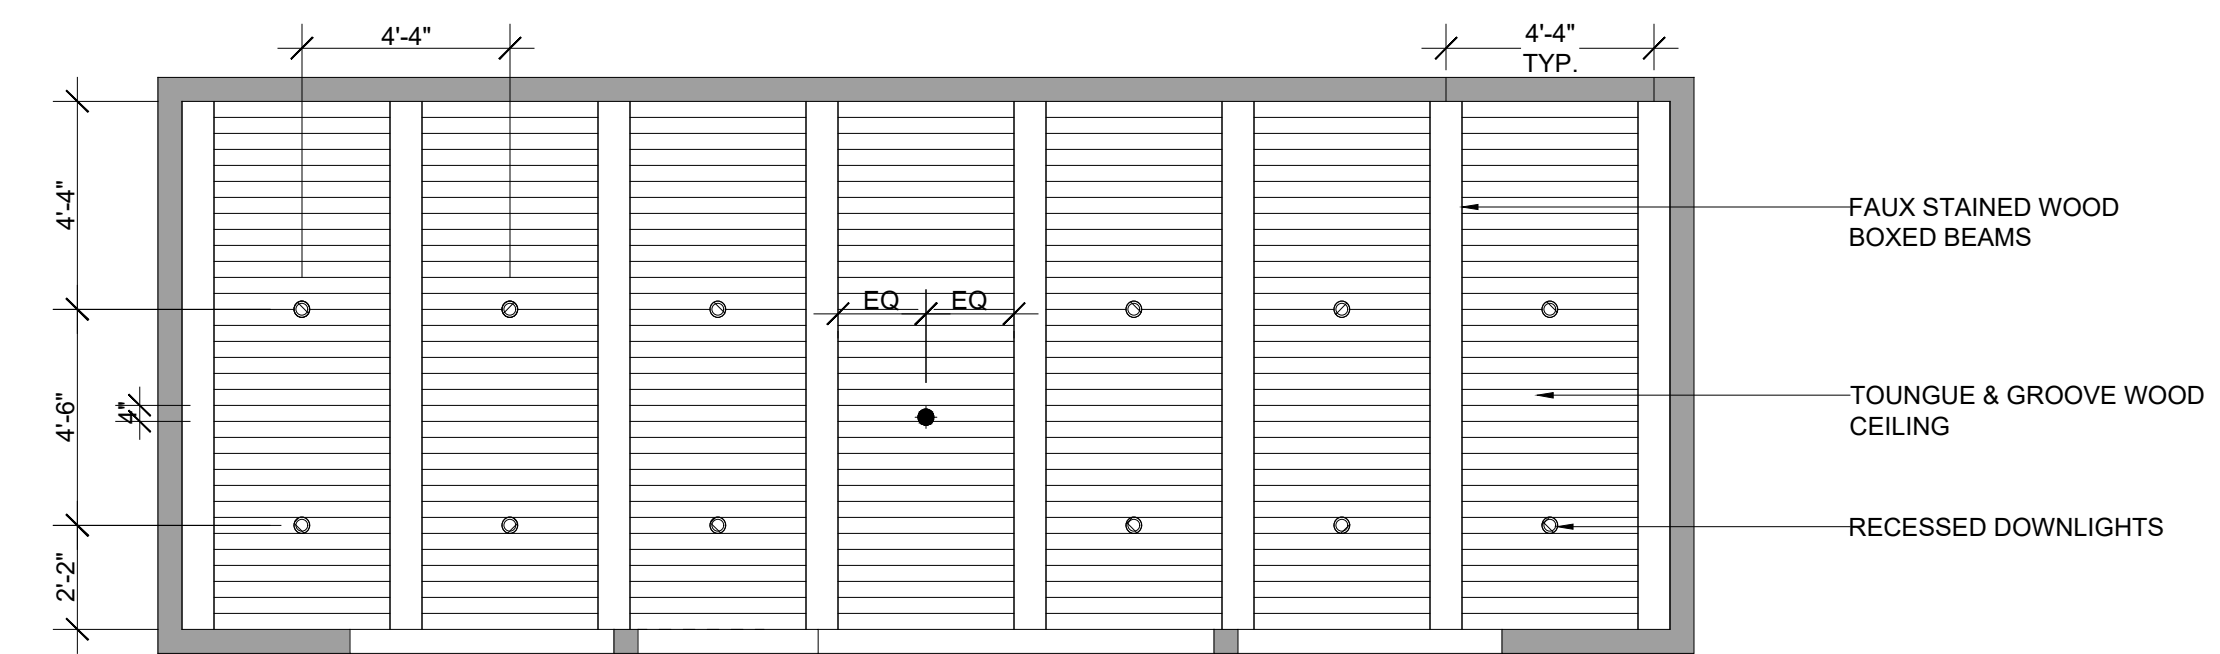 4'-4"
4'-4"
TYP.
4'-4"
FAUX STAINED WOOD
BOXED BEAMS
EQ
EQ
4'-6"
4"
TOUNGUE & GROOVE WOOD
CEILING
RECESSED DOWNLIGHTS
2'-2"